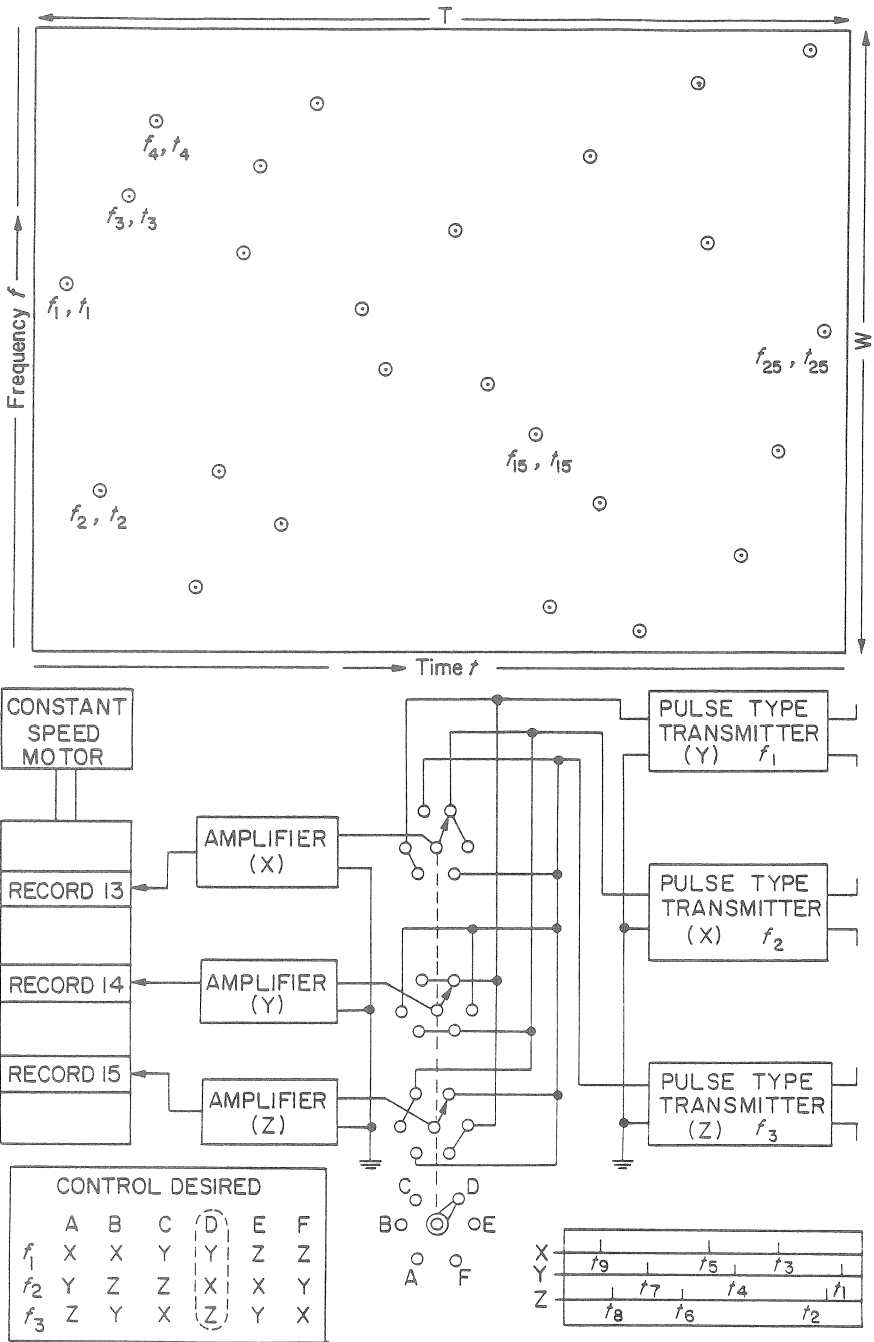 T
f4, t4
f3, t3
f1, t1
f25, t25
f15, t15
f2, t2
Frequency f
W
Time t
CONSTANT
SPEED
MOTOR
RECORD 13
RECORD 14
RECORD 15
AMPLIFIER
(X)
AMPLIFIER
(Y)
AMPLIFIER
(Z)
PULSE TYPE
TRANSMITTER
(Y) f1
PULSE TYPE
TRANSMITTER
(X) f2
PULSE TYPE
TRANSMITTER
(Z) f3
CONTROL DESIRED
A B C D E F
f1 X X Y Y Z Z
f2 Y Z Z X X Y
f3 Z Y X Z Y X
C D
B E
A F
X t9 t5 t3
Y t7 t4 t1
Z t8 t6 t2